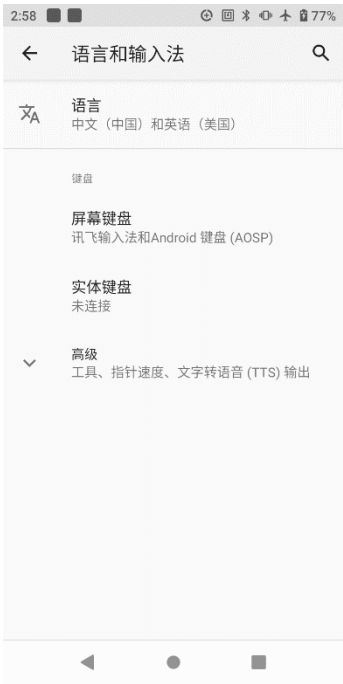 2:58 77%
语言和输入法
语言
中文（中国）和英语（美国）
键盘
屏幕键盘
讯飞输入法和Android 键盘 (AOSP)
实体键盘
未连接
高级
工具、指针速度、文字转语音 (TTS) 输出